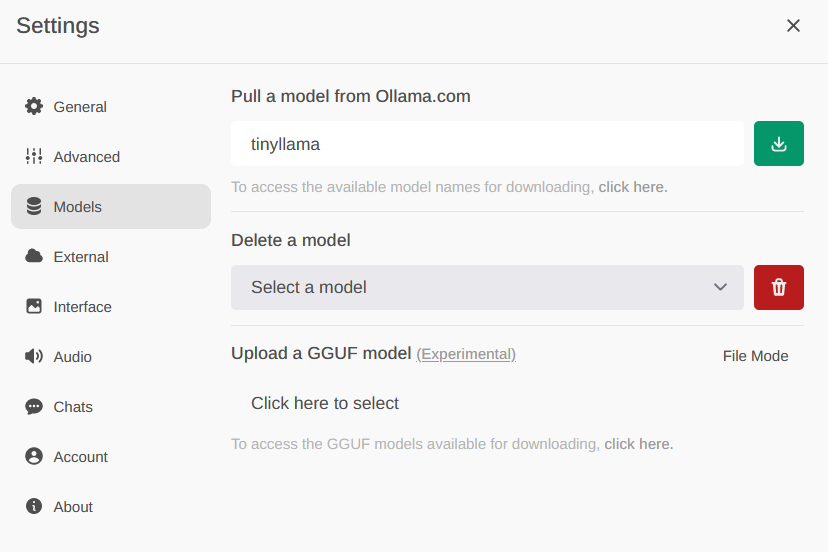 Settings
General
Advanced
Models
External
Interface
Audio
Chats
Account
About
Pull a model from Ollama.com
tinyllama
To access the available model names for downloading, click here.
Delete a model
Select a model
Upload a GGUF model (Experimental)
File Mode
Click here to select
To access the GGUF models available for downloading, click here.